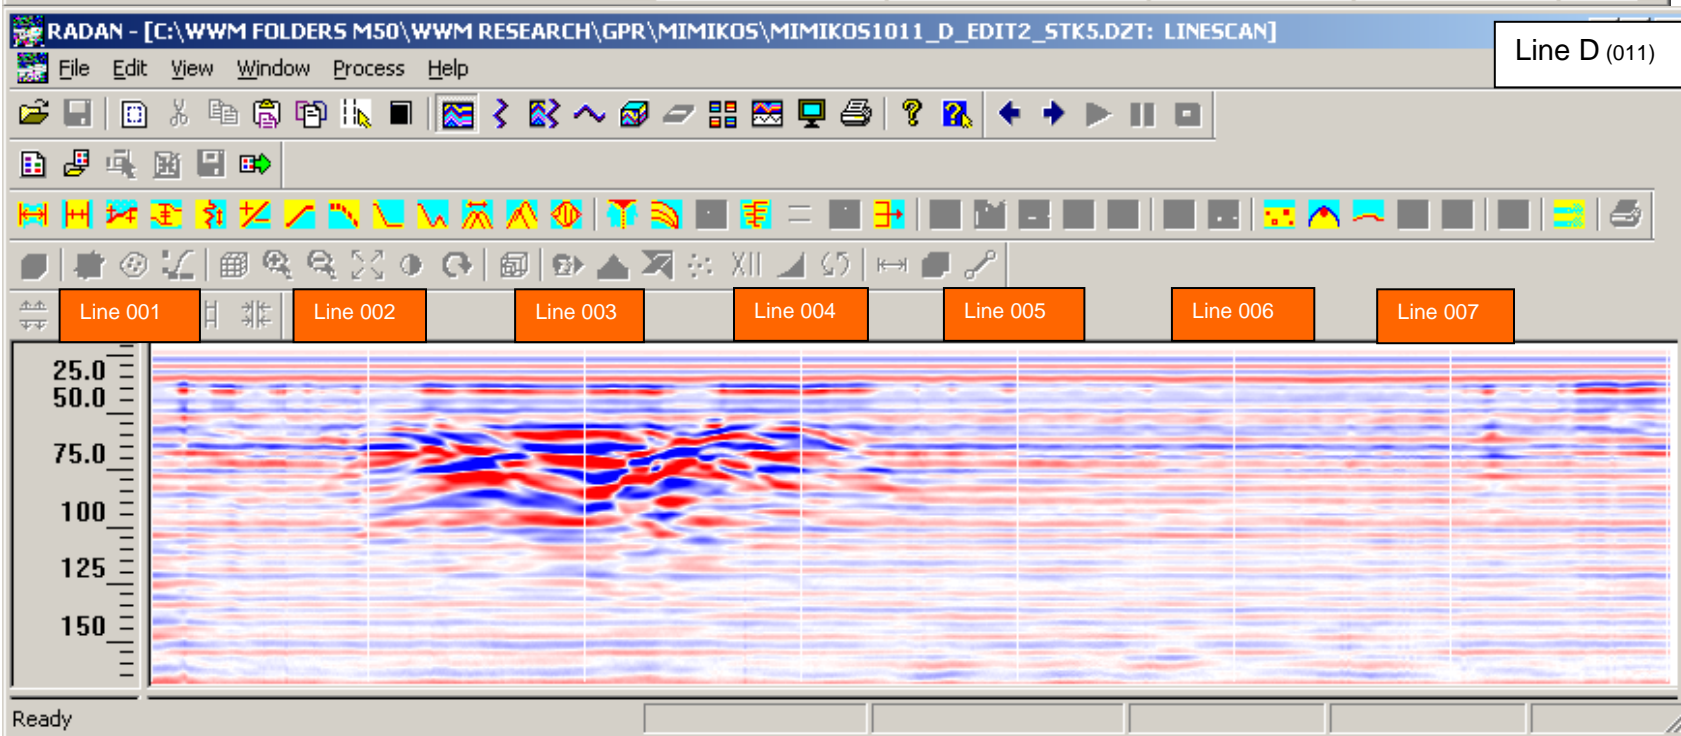 RADAN - [C:\WWM FOLDERS M50\WWM RESEARCH\GPR\MIMIKOS\MIMIKOS1011_D_EDIT2_STK5.DZT: LINESCAN]
Line D (011)
File Edit View Window Process Help
Line 001 Line 002 Line 003 Line 004 Line 005 Line 006 Line 007
25.0
50.0
75.0
100
125
150
Ready